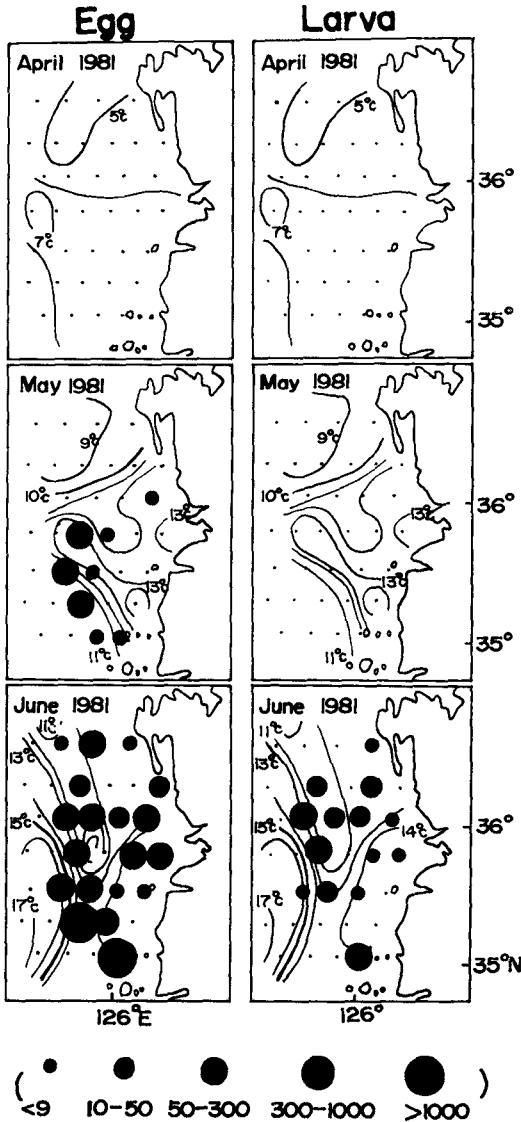 Egg Larva
April 1981 April 1981
5°c 5°c
36°
7°c 7°c
35°
May 1981 May 1981
9°c 9°c
10°c 10°c
36°
13°c 13°c
13°c 13°c
35°
11°c 11°c
June 1981 June 1981
11°c 11°c
13°c 13°c
15°c 15°c
14°c 36°
17°c 17°c
35°N
126°E 126°
( )
<9 10-50 50-300 300-1000 >1000